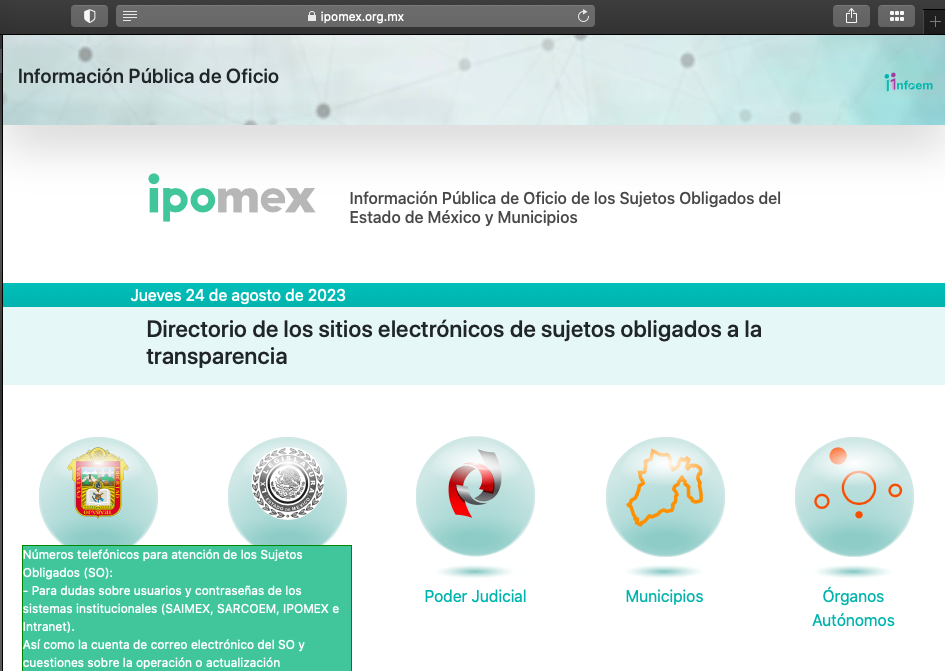 ipomex.org.mx
Información Pública de Oficio
infoem
ipomex
Información Pública de Oficio de los Sujetos Obligados del
Estado de México y Municipios
Jueves 24 de agosto de 2023
Directorio de los sitios electrónicos de sujetos obligados a la
transparencia
Poder Judicial
Municipios
Órganos
Autónomos
Números telefónicos para atención de los Sujetos
Obligados (SO):
- Para dudas sobre usuarios y contraseñas de los
sistemas institucionales (SAIMEX, SARCOEM, IPOMEX e
Intranet).
Así como la cuenta de correo electrónico del SO y
cuestiones sobre la operación o actualización